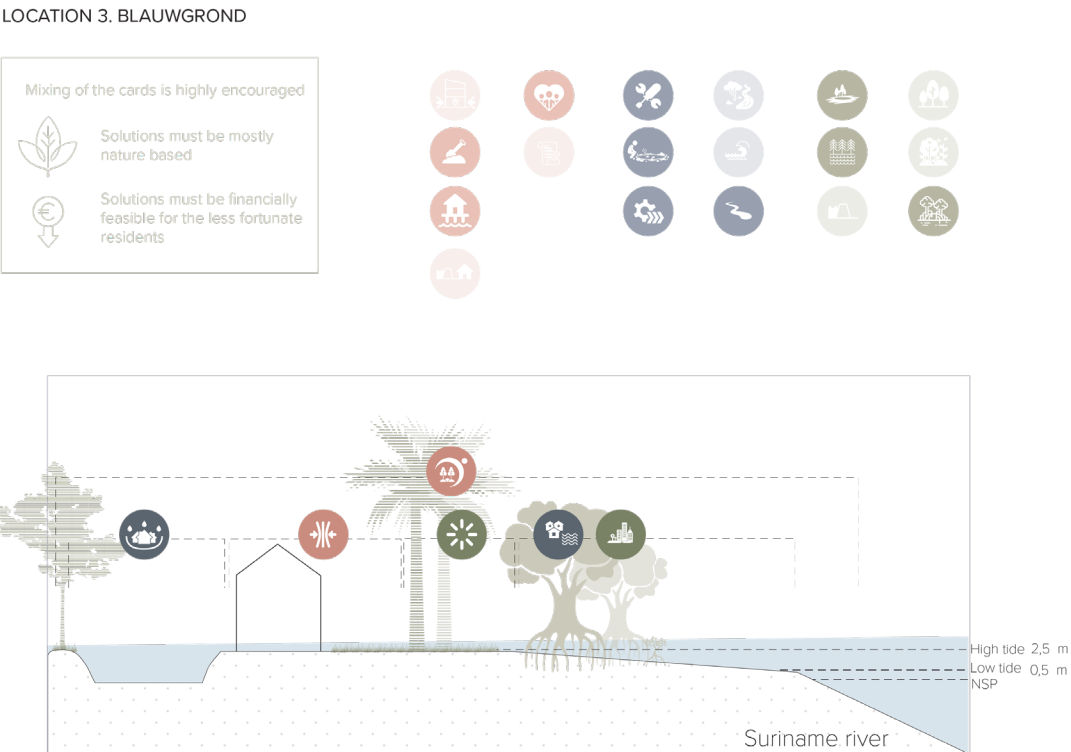 LOCATION 3. BLAUWGROND
Mixing of the cards is highly encouraged
Solutions must be mostly
nature based
Solutions must be financially
feasible for the less fortunate
residents
High tide 2,5 m
Low tide 0,5 m
NSP
Suriname river